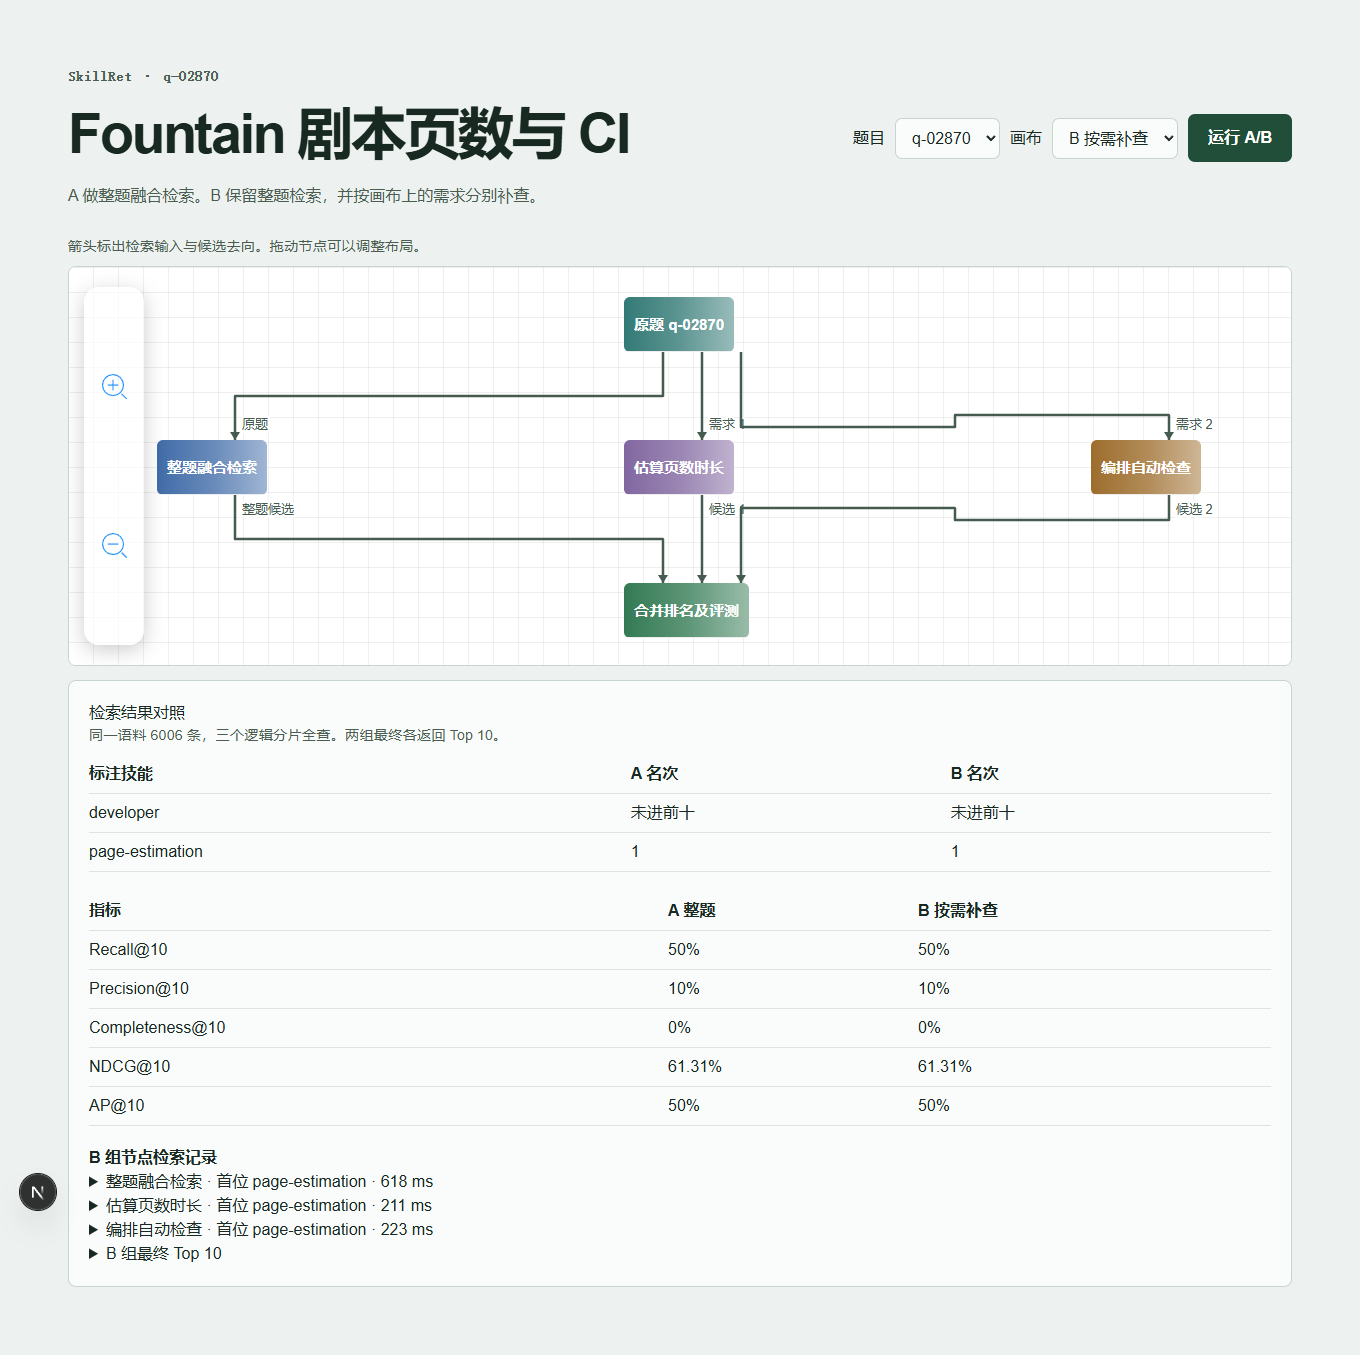 SkillRet · q-02870
Fountain 剧本页数与 CI
题目 q-02870 画布 B 按需补查 运行 A/B
A 做整题融合检索。B 保留整题检索，并按画布上的需求分别补查。
箭头标出检索输入与候选去向。拖动节点可以调整布局。
原题 q-02870
原题 需求 需求 2
整题融合检索 估算页数时长 编排自动检查
整题候选 候选 候选 2
合并排名及评测
检索结果对照
同一语料 6006 条，三个逻辑分片全查。两组最终各返回 Top 10。
标注技能 A 名次 B 名次
developer 未进前十 未进前十
page-estimation 1 1
指标 A 整题 B 按需补查
Recall@10 50% 50%
Precision@10 10% 10%
Completeness@10 0% 0%
NDCG@10 61.31% 61.31%
AP@10 50% 50%
B 组节点检索记录
整题融合检索 · 首位 page-estimation · 618 ms
估算页数时长 · 首位 page-estimation · 211 ms
编排自动检查 · 首位 page-estimation · 223 ms
B 组最终 Top 10
N